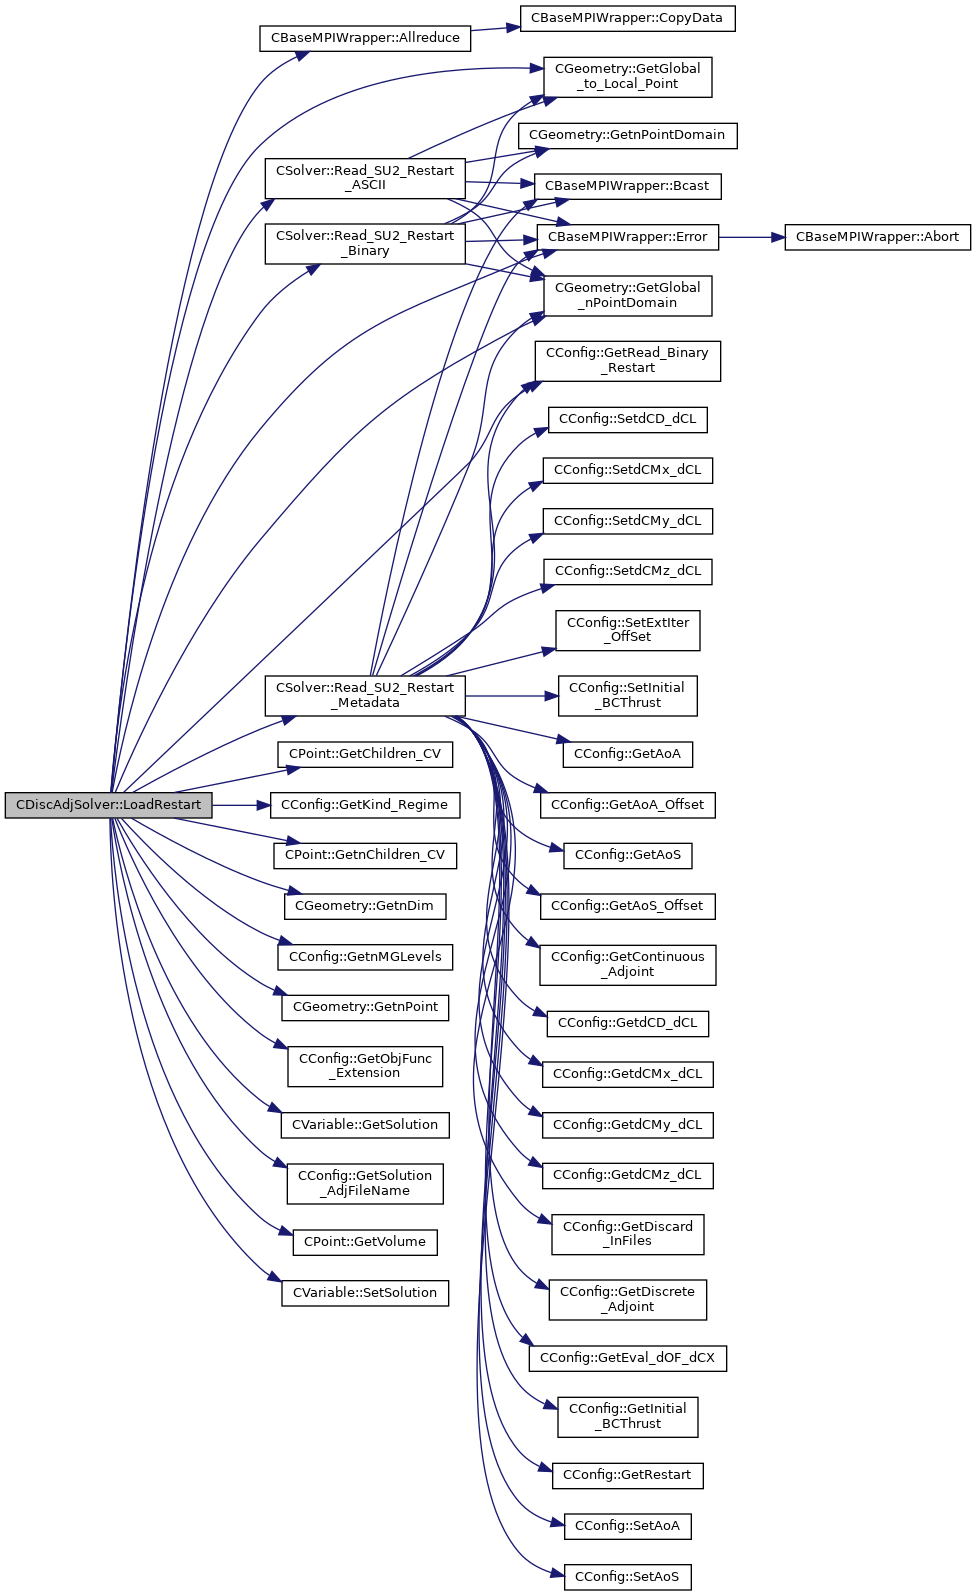 CDiscAdjSolver::LoadRestart
CBaseMPIWrapper::Allreduce
CSolver::Read_SU2_Restart
_ASCII
CSolver::Read_SU2_Restart
_Binary
CSolver::Read_SU2_Restart
_Metadata
CPoint::GetChildren_CV
CConfig::GetKind_Regime
CPoint::GetnChildren_CV
CGeometry::GetnDim
CConfig::GetnMGLevels
CGeometry::GetnPoint
CConfig::GetObjFunc
_Extension
CVariable::GetSolution
CConfig::GetSolution
_AdjFileName
CPoint::GetVolume
CVariable::SetSolution
CBaseMPIWrapper::CopyData
CGeometry::GetGlobal
_to_Local_Point
CGeometry::GetnPointDomain
CBaseMPIWrapper::Bcast
CBaseMPIWrapper::Error
CGeometry::GetGlobal
_nPointDomain
CConfig::GetRead_Binary
_Restart
CConfig::SetdCD_dCL
CConfig::SetdCMx_dCL
CConfig::SetdCMy_dCL
CConfig::SetdCMz_dCL
CConfig::SetExtIter
_OffSet
CConfig::SetInitial
_BCThrust
CConfig::GetAoA
CConfig::GetAoA_Offset
CConfig::GetAoS
CConfig::GetAoS_Offset
CConfig::GetContinuous
_Adjoint
CConfig::GetdCD_dCL
CConfig::GetdCMx_dCL
CConfig::GetdCMy_dCL
CConfig::GetdCMz_dCL
CConfig::GetDiscard
_InFiles
CConfig::GetDiscrete
_Adjoint
CConfig::GetEval_dOF_dCX
CConfig::GetInitial
_BCThrust
CConfig::GetRestart
CConfig::SetAoA
CConfig::SetAoS
CBaseMPIWrapper::Abort